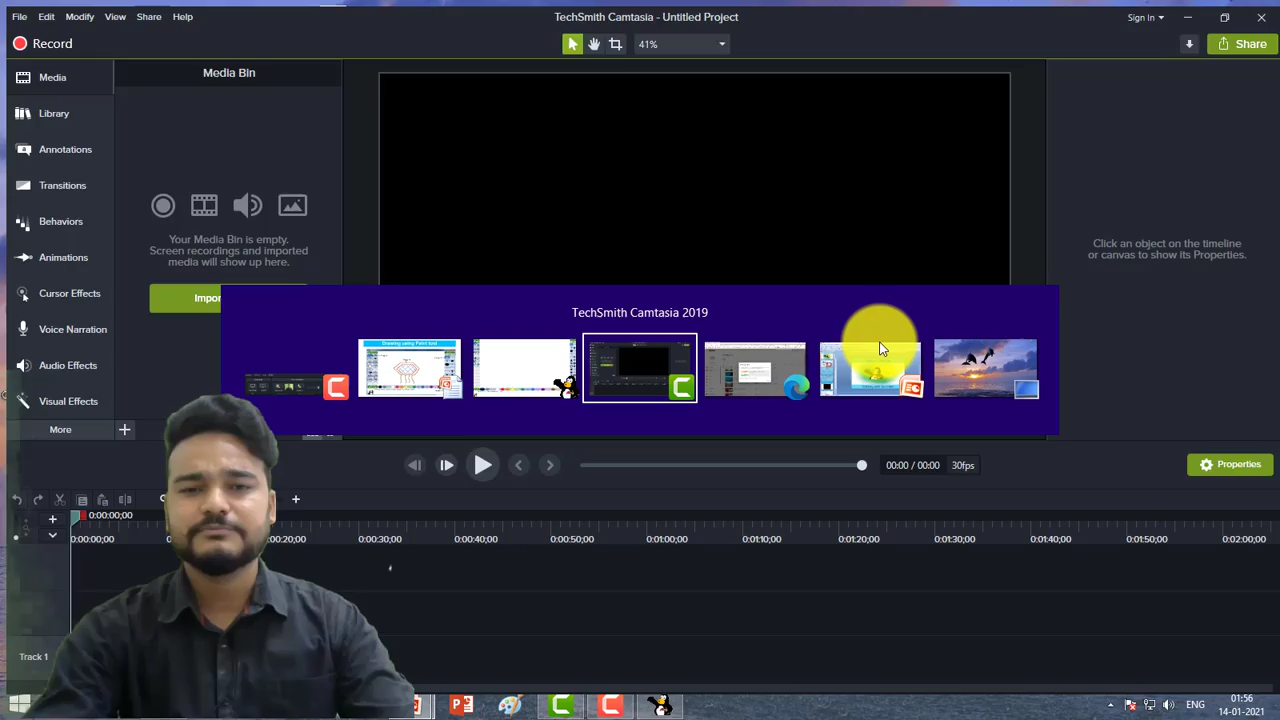 File Edit Modify View Share Help
TechSmith Camtasia - Untitled Project
Sign In
Record
41%
Share
Media
Library
Annotations
Transitions
Behaviors
Animations
Cursor Effects
Voice Narration
Audio Effects
Visual Effects
More
Media Bin
Your Media Bin is empty.
Screen recordings and imported
media will show up here.
Click an object on the timeline
or canvas to show its Properties.
TechSmith Camtasia 2019
Drawing using Paint tool
00:00 / 00:00 30fps
Properties
0:00:00;00
0:00:00;00 0:00:20;00 0:00:30;00 0:00:40;00 0:00:50;00 0:01:00;00 0:01:10;00 0:01:20;00 0:01:30;00 0:01:40;00 0:01:50;00 0:02:00;00
Track 1
ENG
01:56
14-01-2021